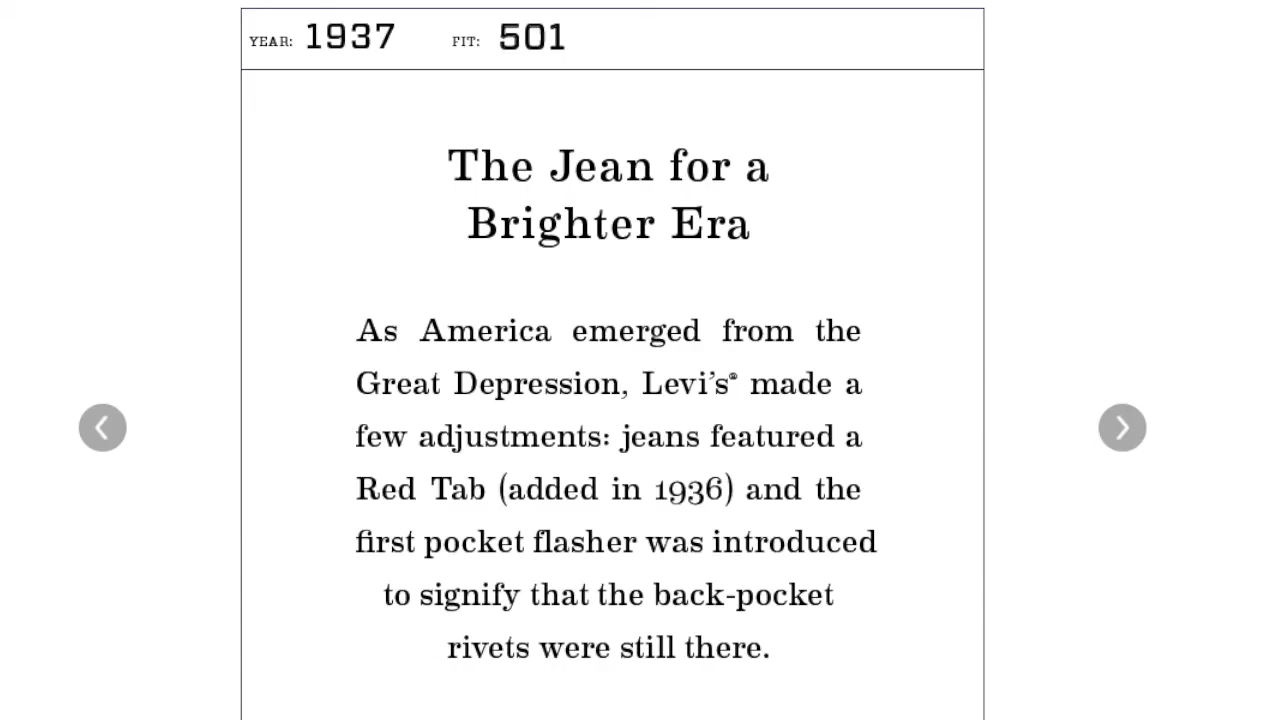 YEAR: 1937 FIT: 501
The Jean for a
Brighter Era
As America emerged from the
Great Depression, Levi’s® made a
few adjustments: jeans featured a
Red Tab (added in 1936) and the
first pocket flasher was introduced
to signify that the back-pocket
rivets were still there.